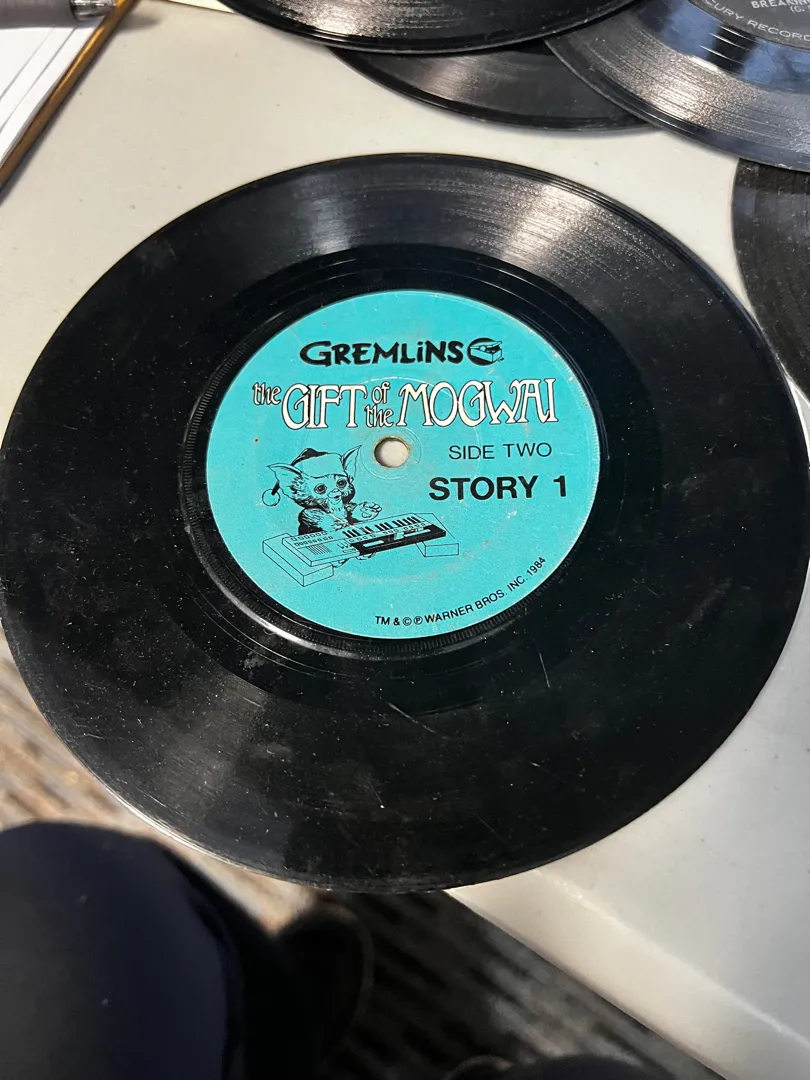 GREMLiNS
the GIFT of the MOGWAI
SIDE TWO
STORY 1
TM & © ℗ WARNER BROS. INC. 1984